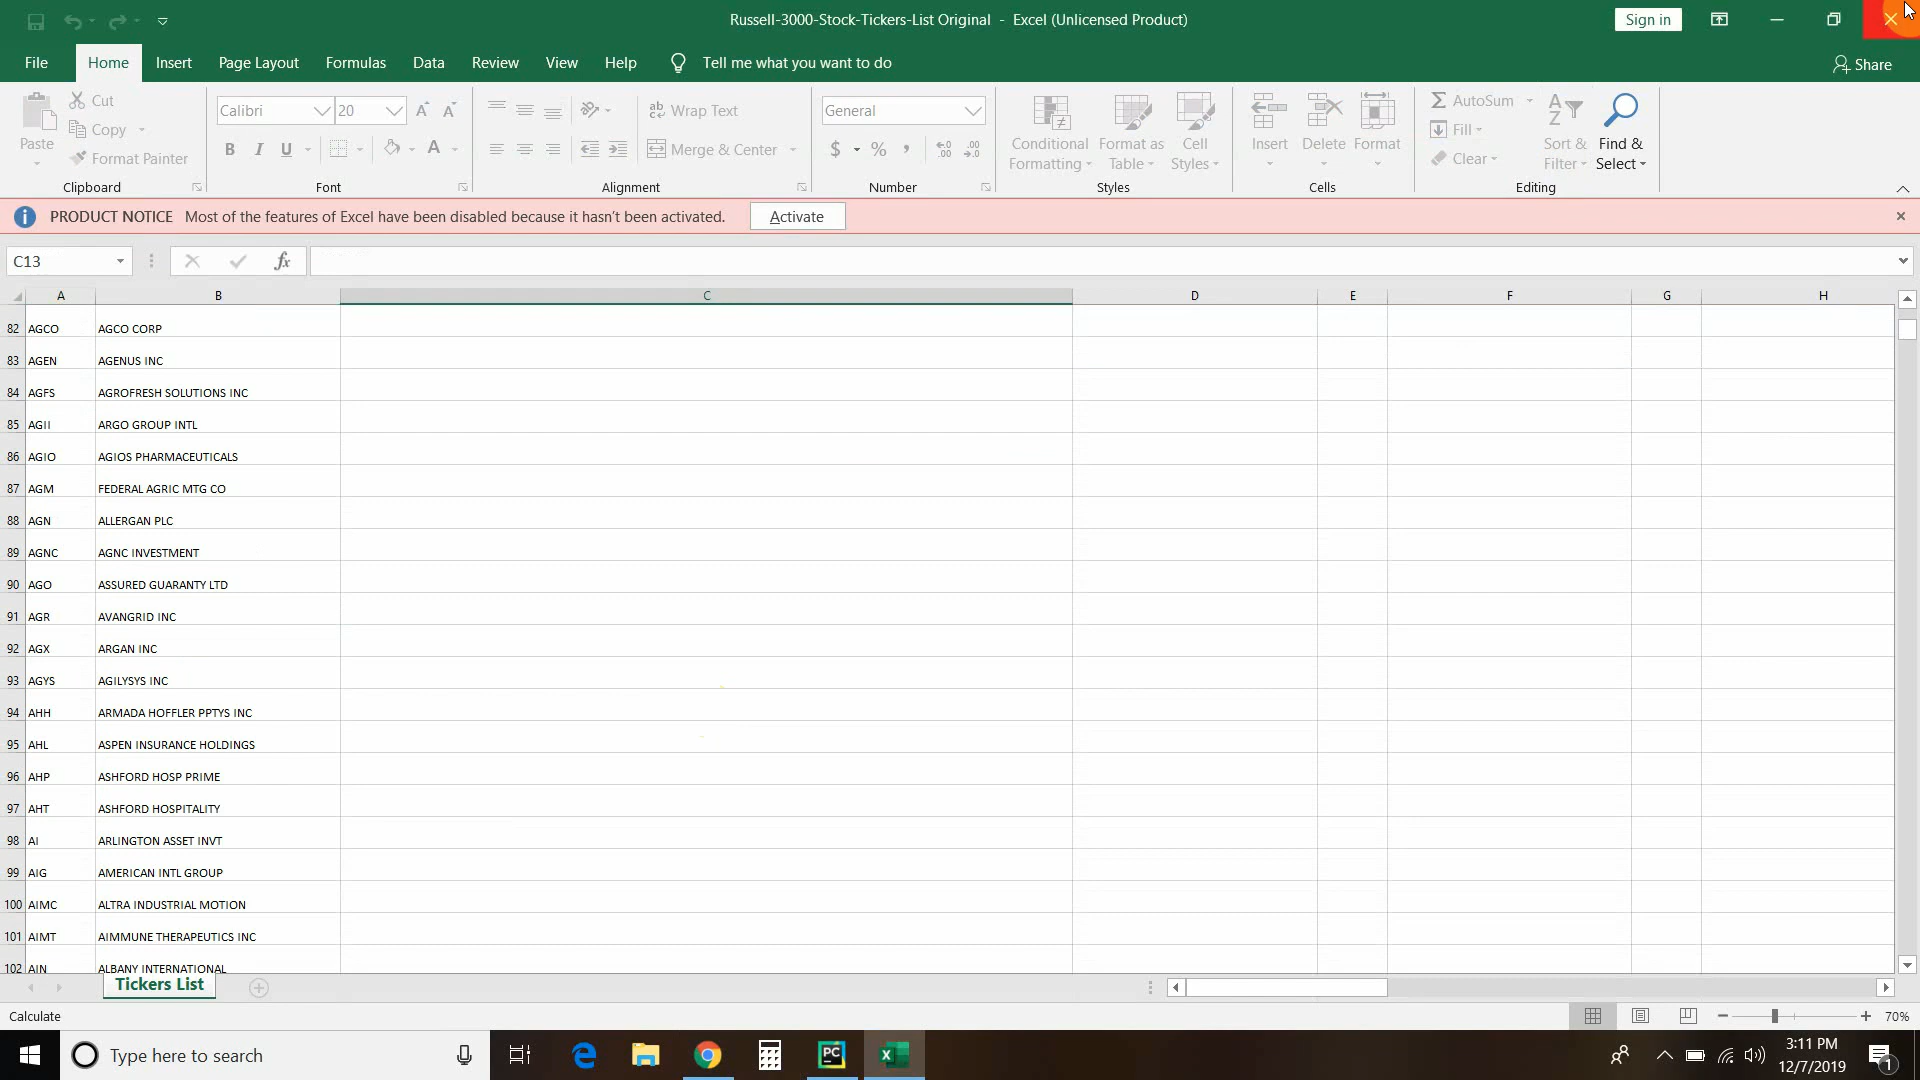 Russell-3000-Stock-Tickers-List Original - Excel (Unlicensed Product)
Sign in
File Home Insert Page Layout Formulas Data Review View Help Tell me what you want to do
Share
Paste
Cut
Copy
Format Painter
Clipboard
Calibri 20
B I U A
Font
Wrap Text
Merge & Center
Alignment
General
$ % ,
Number
Conditional Formatting
Format as Table
Cell Styles
Styles
Insert Delete Format
Cells
AutoSum
Fill
Clear
Sort & Filter
Find & Select
Editing
PRODUCT NOTICE Most of the features of Excel have been disabled because it hasn't been activated. Activate
C13 fx
A B C D E F G H
82 AGCO AGCO CORP
83 AGEN AGENUS INC
84 AGFS AGROFRESH SOLUTIONS INC
85 AGII ARGO GROUP INTL
86 AGIO AGIOS PHARMACEUTICALS
87 AGM FEDERAL AGRIC MTG CO
88 AGN ALLERGAN PLC
89 AGNC AGNC INVESTMENT
90 AGO ASSURED GUARANTY LTD
91 AGR AVANGRID INC
92 AGX ARGAN INC
93 AGYS AGILYSYS INC
94 AHH ARMADA HOFFLER PPTYS INC
95 AHL ASPEN INSURANCE HOLDINGS
96 AHP ASHFORD HOSP PRIME
97 AHT ASHFORD HOSPITALITY
98 AI ARLINGTON ASSET INVT
99 AIG AMERICAN INTL GROUP
100 AIMC ALTRA INDUSTRIAL MOTION
101 AIMT AIMMUNE THERAPEUTICS INC
102 AIN ALBANY INTERNATIONAL
Tickers List
Calculate
70%
Type here to search
3:11 PM
12/7/2019
1